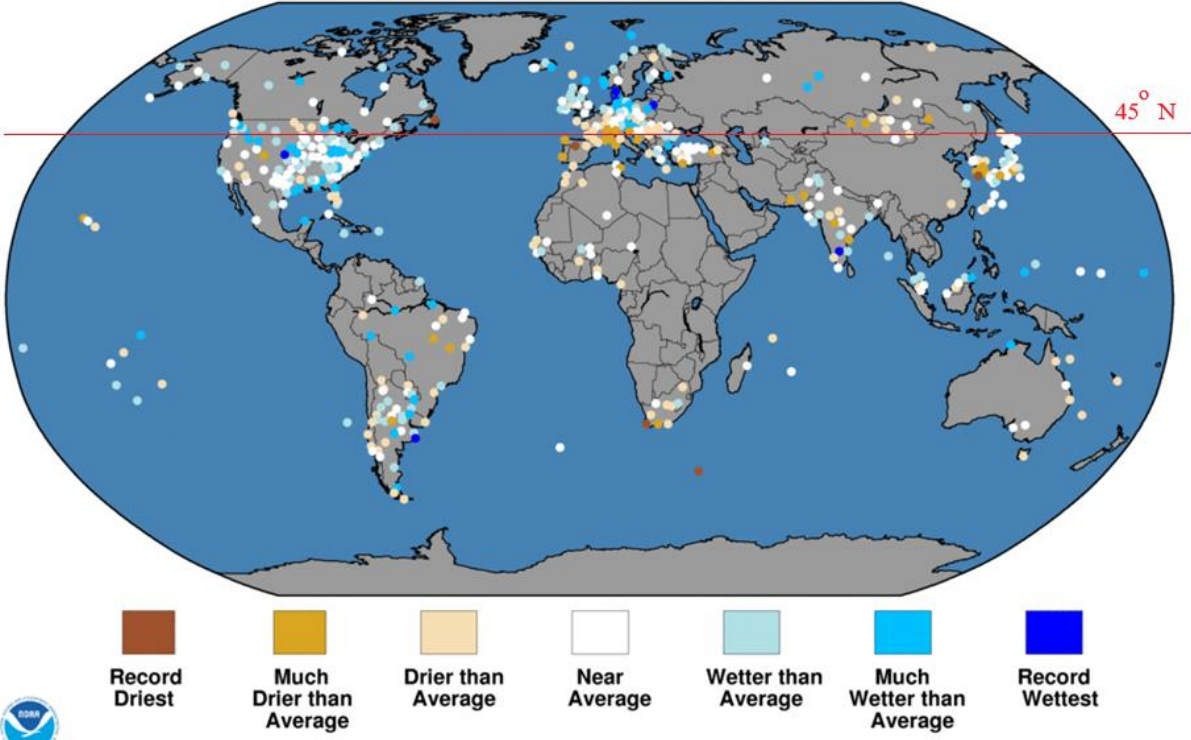 45° N
Record
Driest
Much
Drier than
Average
Drier than
Average
Near
Average
Wetter than
Average
Much
Wetter than
Average
Record
Wettest
NOAA